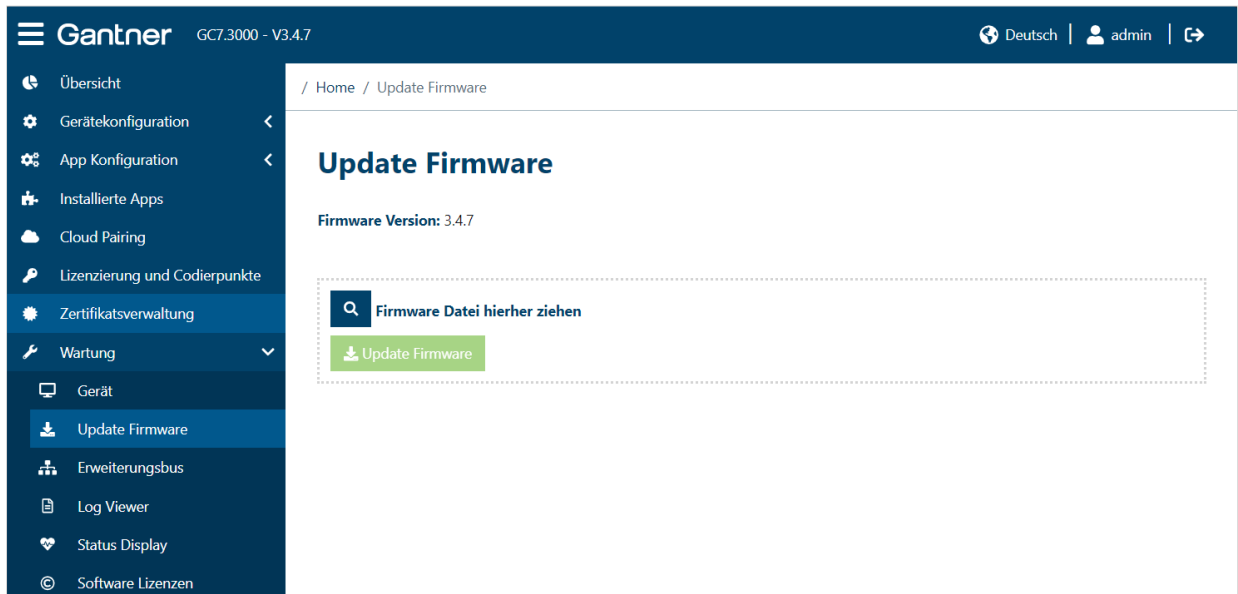 Gantner GC7.3000 - V3.4.7 Deutsch | admin |
Übersicht
/ Home / Update Firmware
Gerätekonfiguration
App Konfiguration
Update Firmware
Installierte Apps
Firmware Version: 3.4.7
Cloud Pairing
Lizenzierung und Codierpunkte
Zertifikatsverwaltung
Firmware Datei hierher ziehen
Wartung
Update Firmware
Gerät
Update Firmware
Erweiterungsbus
Log Viewer
Status Display
Software Lizenzen